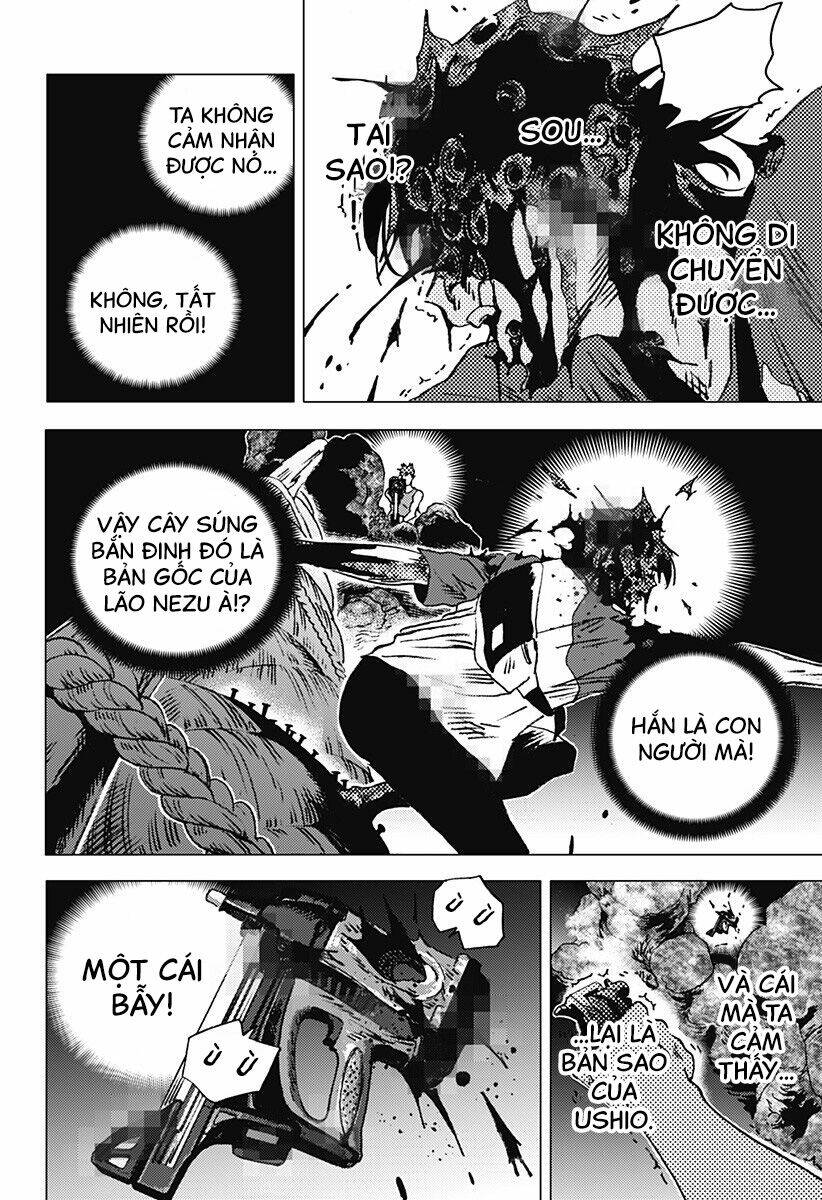 SOU...
TẠI
SAO!?
!
KHÔNG DI
CHUYỂN
ĐƯỢC...
TA KHÔNG
CẢM NHẬN
ĐƯỢC NÓ...
KHÔNG, TẤT
NHIÊN RỒI!
VẬY CÂY SÚNG
BẮN ĐINH ĐÓ LÀ
BẢN GỐC CỦA
LÃO NEZU À!?
HẮN LÀ CON
NGƯỜI MÀ!
VÀ CÁI
MÀ TA
CẢM
THẤY...
...LẠI LÀ
BẢN SAO
CỦA
USHIO.
MỘT CÁI
BẪY!
Ù Ù
Ù Ù